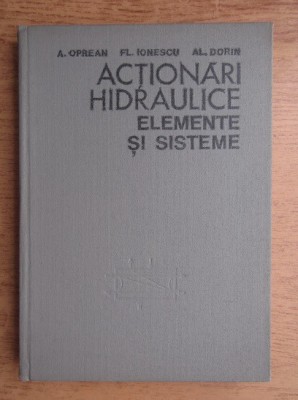 A. OPREAN FL. IONESCU AL. DORIN
ACȚIONĂRI
HIDRAULICE
ELEMENTE
ȘI SISTEME